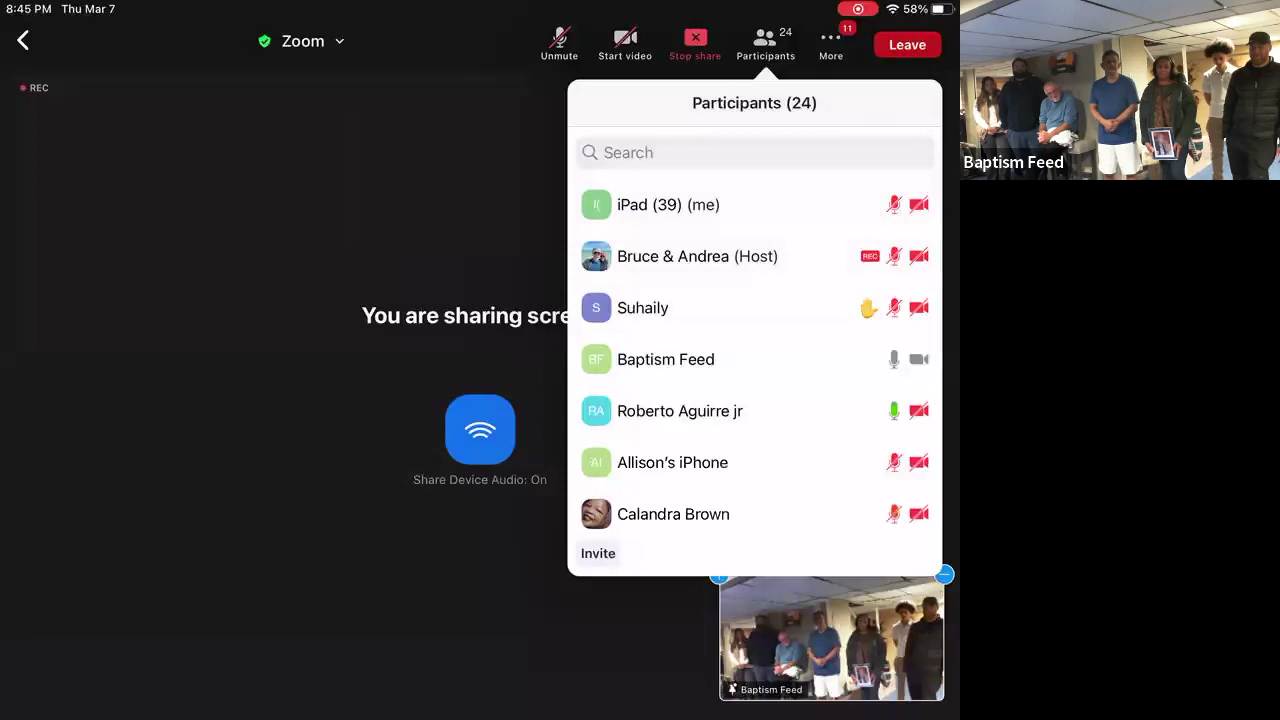 8:45 PM Thu Mar 7
58%
Zoom
Unmute
Start video
Stop share
Participants
24
More
11
Leave
REC
Participants (24)
Search
I(
iPad (39) (me)
Bruce & Andrea (Host)
REC
S
Suhaily
BF
Baptism Feed
RA
Roberto Aguirre jr
AI
Allison’s iPhone
Calandra Brown
Invite
You are sharing scre
Share Device Audio: On
Baptism Feed
Baptism Feed